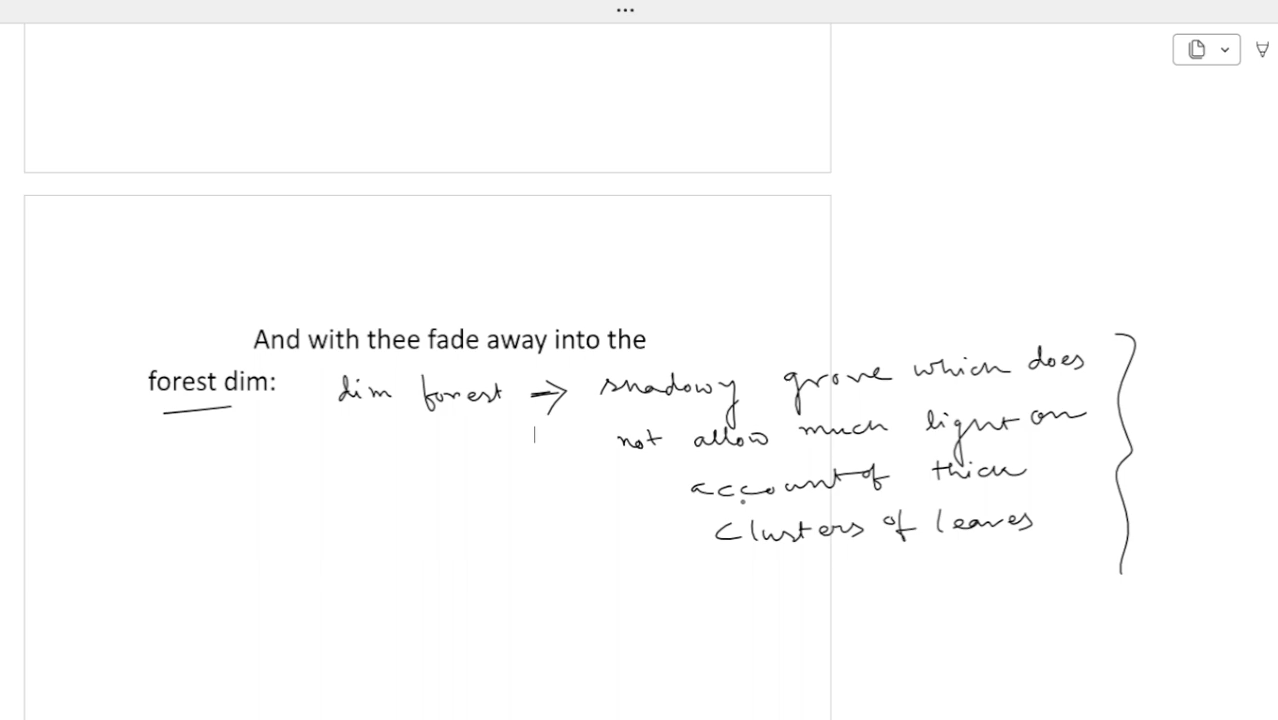 And with thee fade away into the
forest dim: dim forest → shadowy grove which does
not allow much light on
account of thick
clusters of leaves